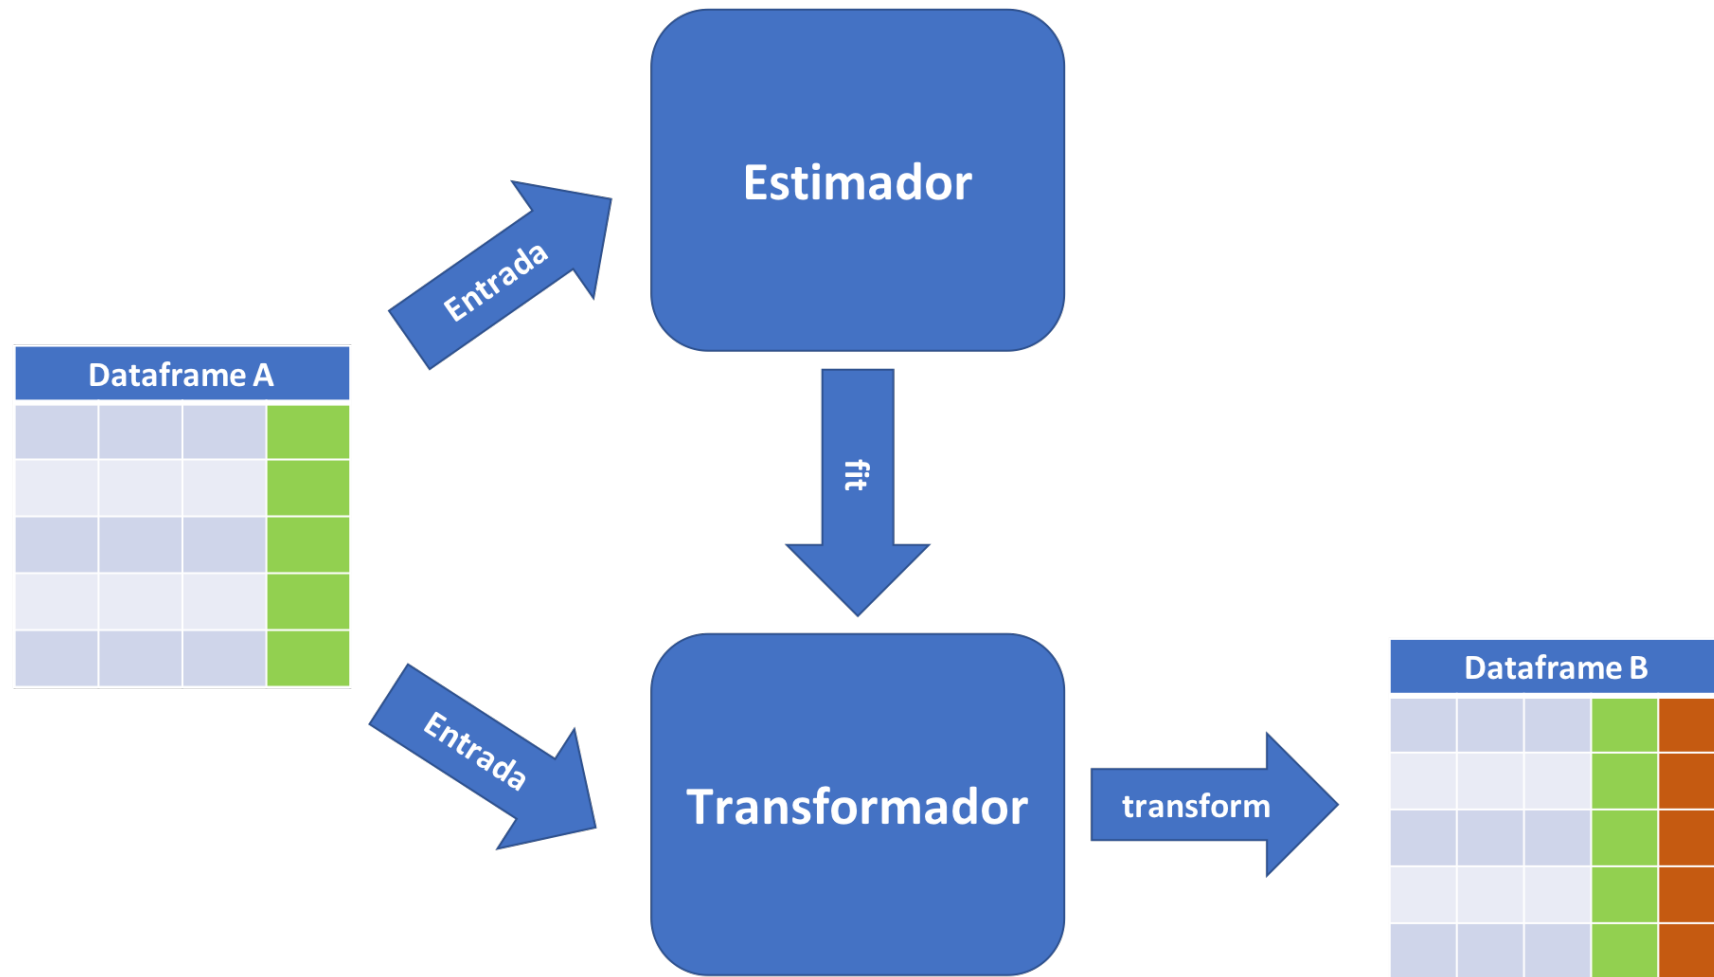 Estimador
Entrada
Dataframe A
fit
Entrada
Transformador
transform
Dataframe B